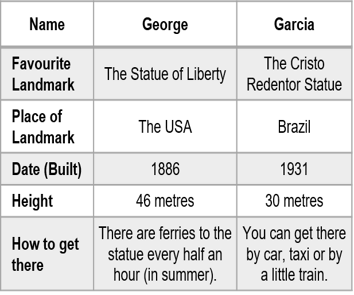 Name George Garcia
Favourite Landmark The Statue of Liberty The Cristo Redentor Statue
Place of Landmark The USA Brazil
Date (Built) 1886 1931
Height 46 metres 30 metres
How to get there There are ferries to the statue every half an hour (in summer). You can get there by car, taxi or by a little train.